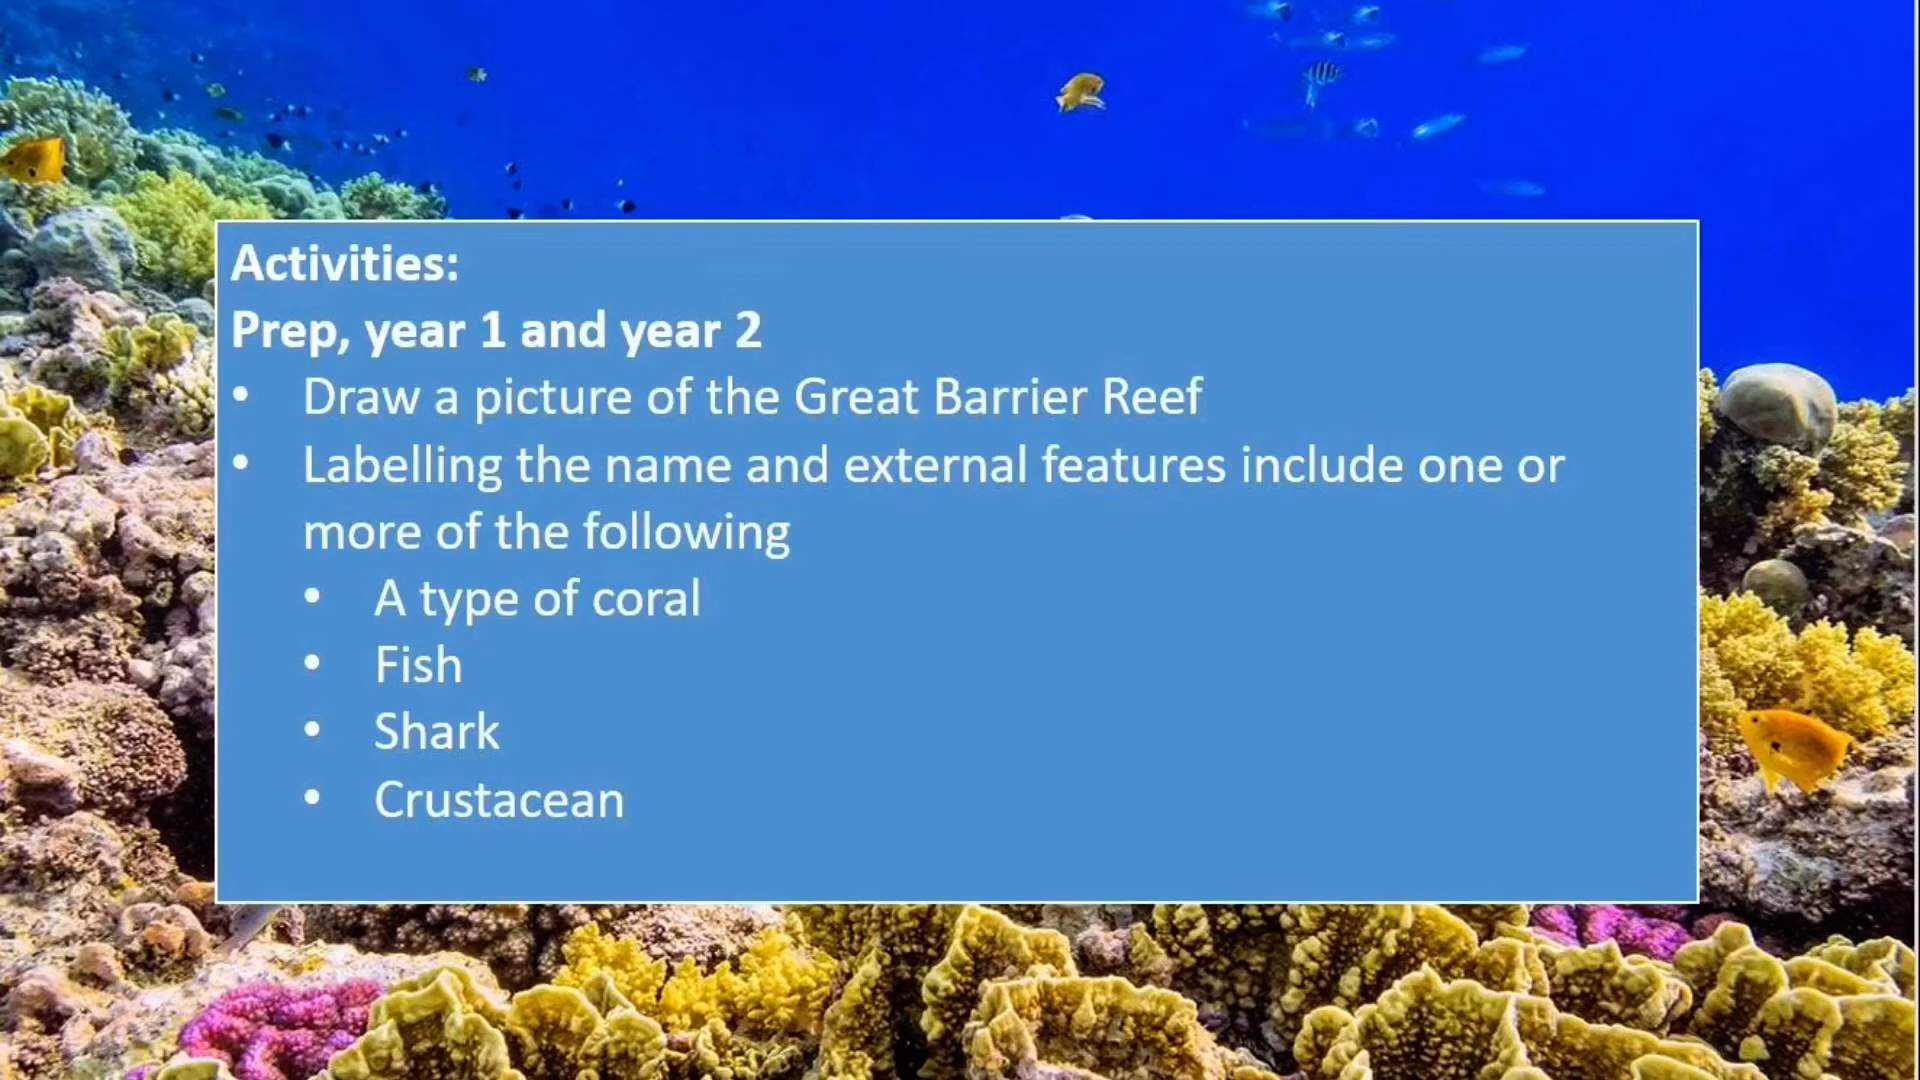 Activities:
Prep, year 1 and year 2
• Draw a picture of the Great Barrier Reef
• Labelling the name and external features include one or
more of the following
• A type of coral
• Fish
• Shark
• Crustacean